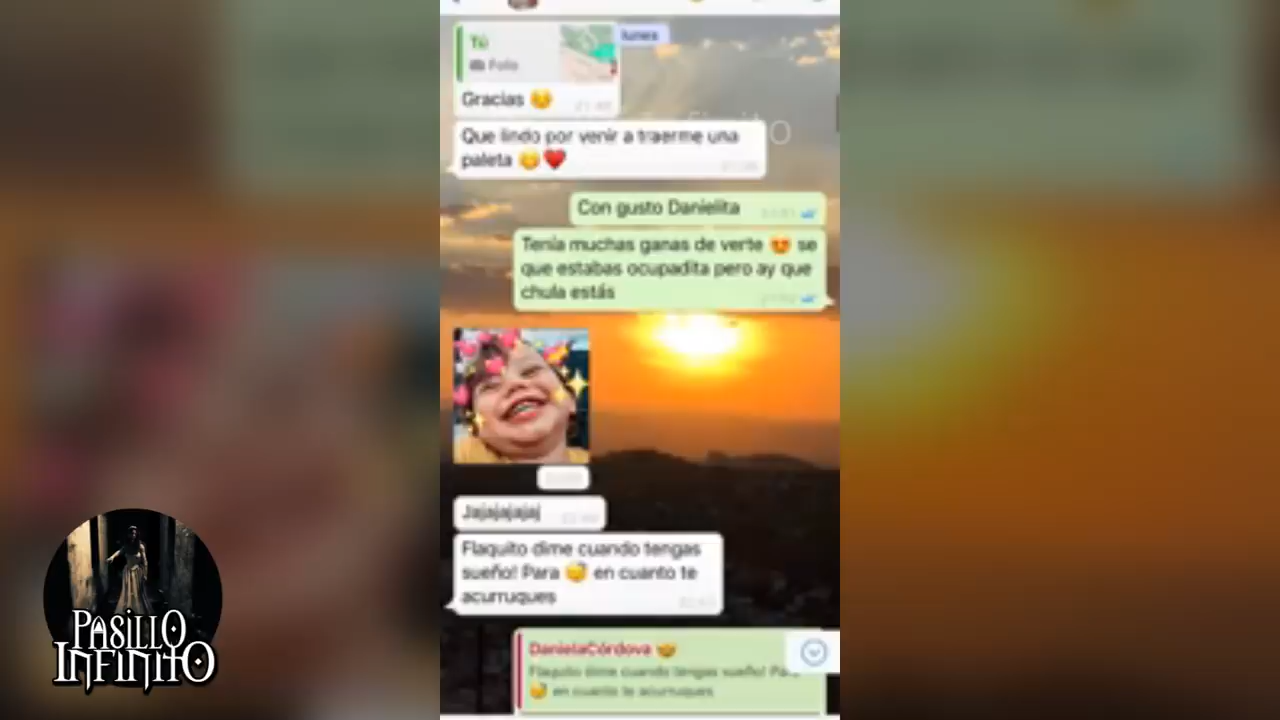 Tú
lunes
Foto
Gracias
Que lindo por venir a traerme una
paleta
Con gusto Danielita
Tenía muchas ganas de verte se
que estabas ocupadita pero ay que
chula estás
Jajajajajaj
Flaquito dime cuando tengas
sueño! Para en cuanto te
acurruques
DanielaCórdova
Flaquito dime cuando tengas sueño! Para
en cuanto te acurruques
PASILLO
INFINITO